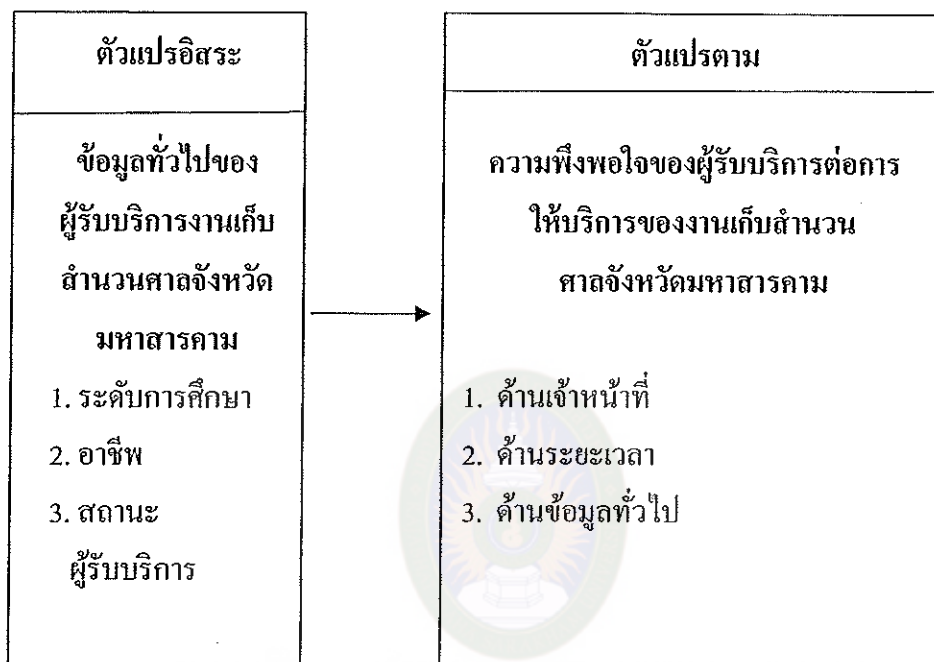 ตัวแปรอิสระ
ข้อมูลทั่วไปของ
ผู้รับบริการงานเก็บ
สำนวนศาลจังหวัด
มหาสารคาม
1. ระดับการศึกษา
2. อาชีพ
3. สถานะ
ผู้รับบริการ
ตัวแปรตาม
ความพึงพอใจของผู้รับบริการต่อการ
ให้บริการของงานเก็บสำนวน
ศาลจังหวัดมหาสารคาม
1. ด้านเจ้าหน้าที่
2. ด้านระยะเวลา
3. ด้านข้อมูลทั่วไป